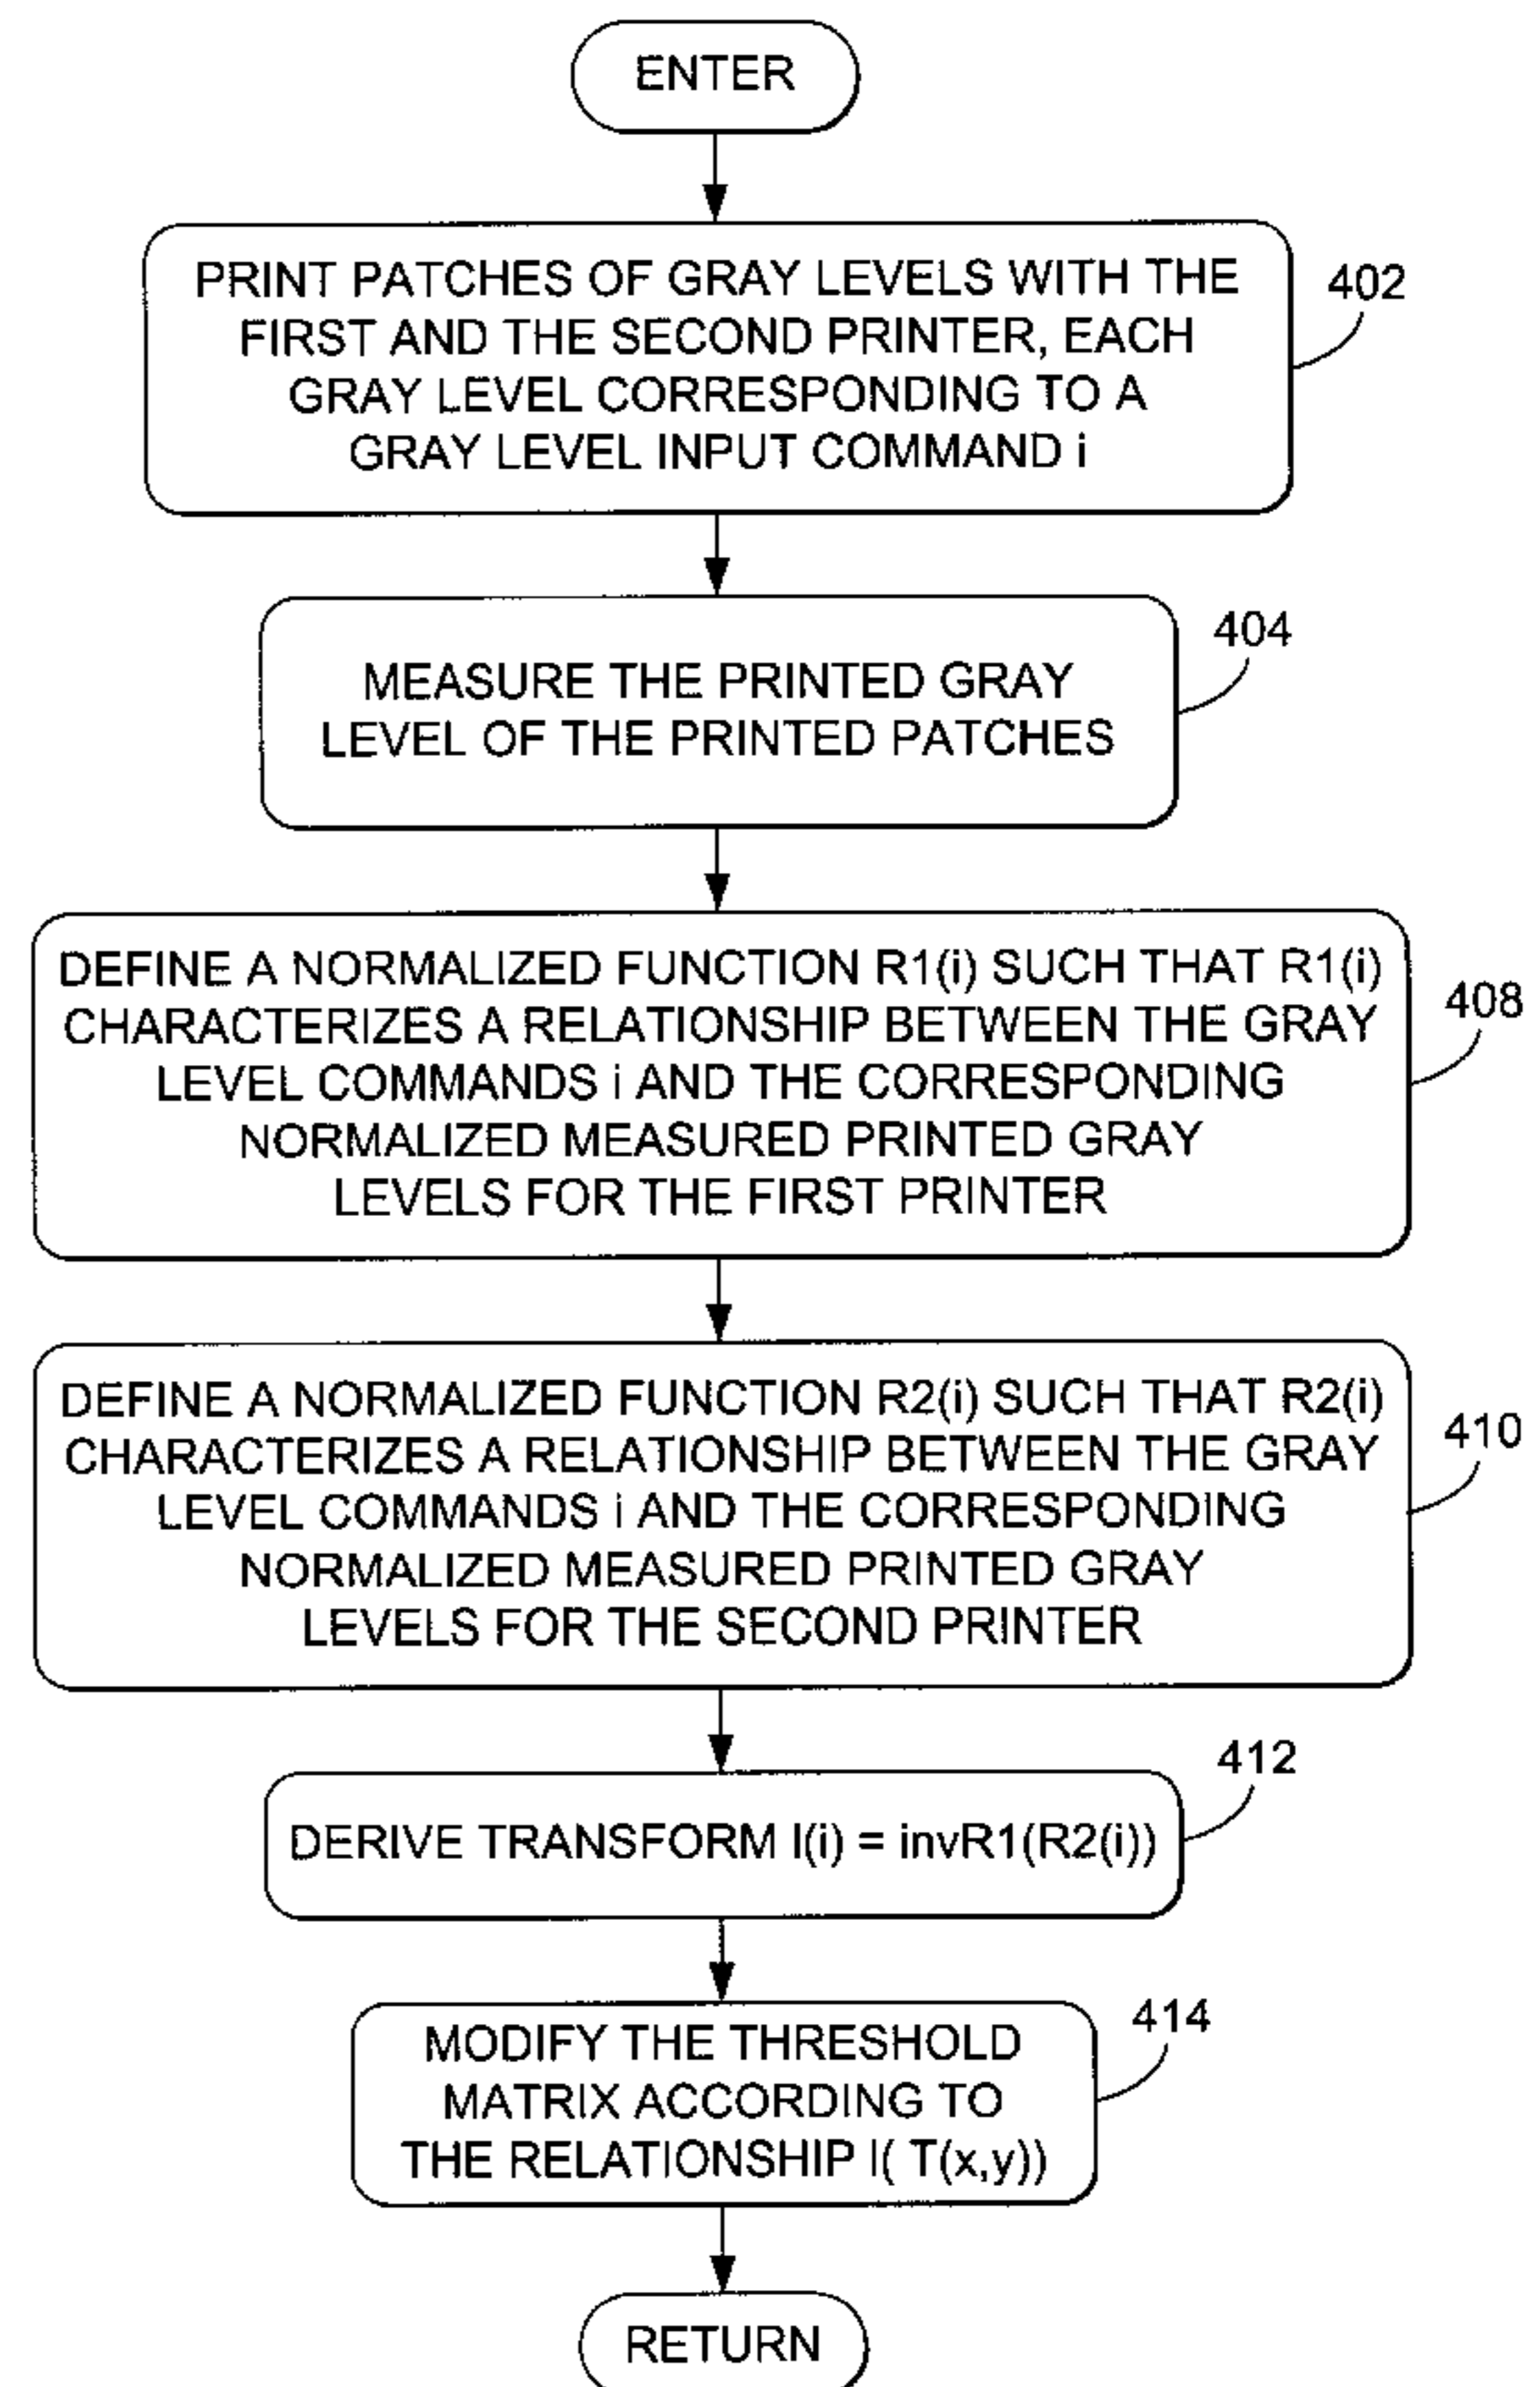 ENTER
PRINT PATCHES OF GRAY LEVELS WITH THE
FIRST AND THE SECOND PRINTER, EACH
GRAY LEVEL CORRESPONDING TO A
GRAY LEVEL INPUT COMMAND i
402
MEASURE THE PRINTED GRAY
LEVEL OF THE PRINTED PATCHES
404
DEFINE A NORMALIZED FUNCTION R1(i) SUCH THAT R1(i)
CHARACTERIZES A RELATIONSHIP BETWEEN THE GRAY
LEVEL COMMANDS i AND THE CORRESPONDING
NORMALIZED MEASURED PRINTED GRAY
LEVELS FOR THE FIRST PRINTER
408
DEFINE A NORMALIZED FUNCTION R2(i) SUCH THAT R2(i)
CHARACTERIZES A RELATIONSHIP BETWEEN THE GRAY
LEVEL COMMANDS i AND THE CORRESPONDING
NORMALIZED MEASURED PRINTED GRAY
LEVELS FOR THE SECOND PRINTER
410
DERIVE TRANSFORM I(i) = invR1(R2(i))
412
MODIFY THE THRESHOLD
MATRIX ACCORDING TO
THE RELATIONSHIP I( T(x,y))
414
RETURN